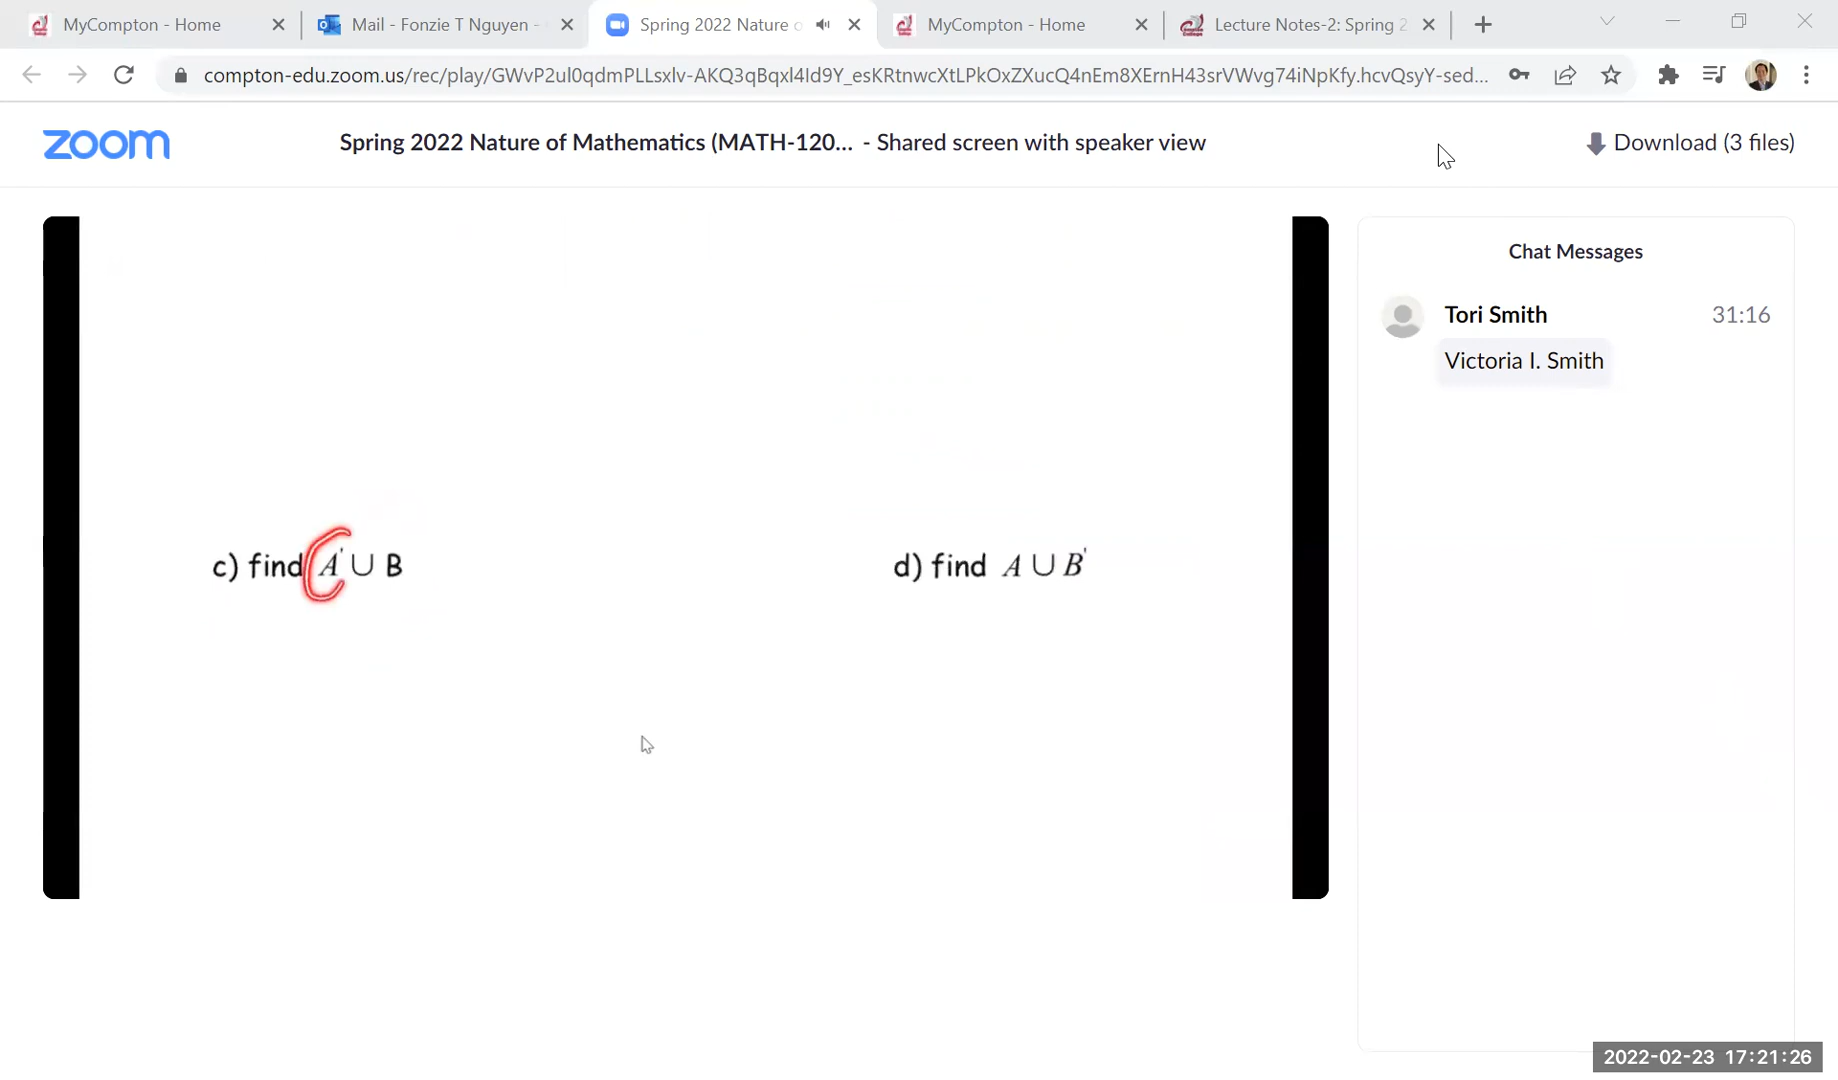 MyCompton - Home
Mail - Fonzie T Nguyen -
Spring 2022 Nature o
MyCompton - Home
Lecture Notes-2: Spring 2
compton-edu.zoom.us/rec/play/GWvP2ul0qdmPLLsxlv-AKQ3qBqxl4Id9Y_esKRtnwcXtLPkOxZXucQ4nEm8XErnH43srVWvg74iNpKfy.hcvQsyY-sed...
zoom
Spring 2022 Nature of Mathematics (MATH-120... - Shared screen with speaker view
Download (3 files)
Chat Messages
Tori Smith 31:16
Victoria I. Smith
c) find A' ∪ B
d) find A ∪ B'
2022-02-23 17:21:26